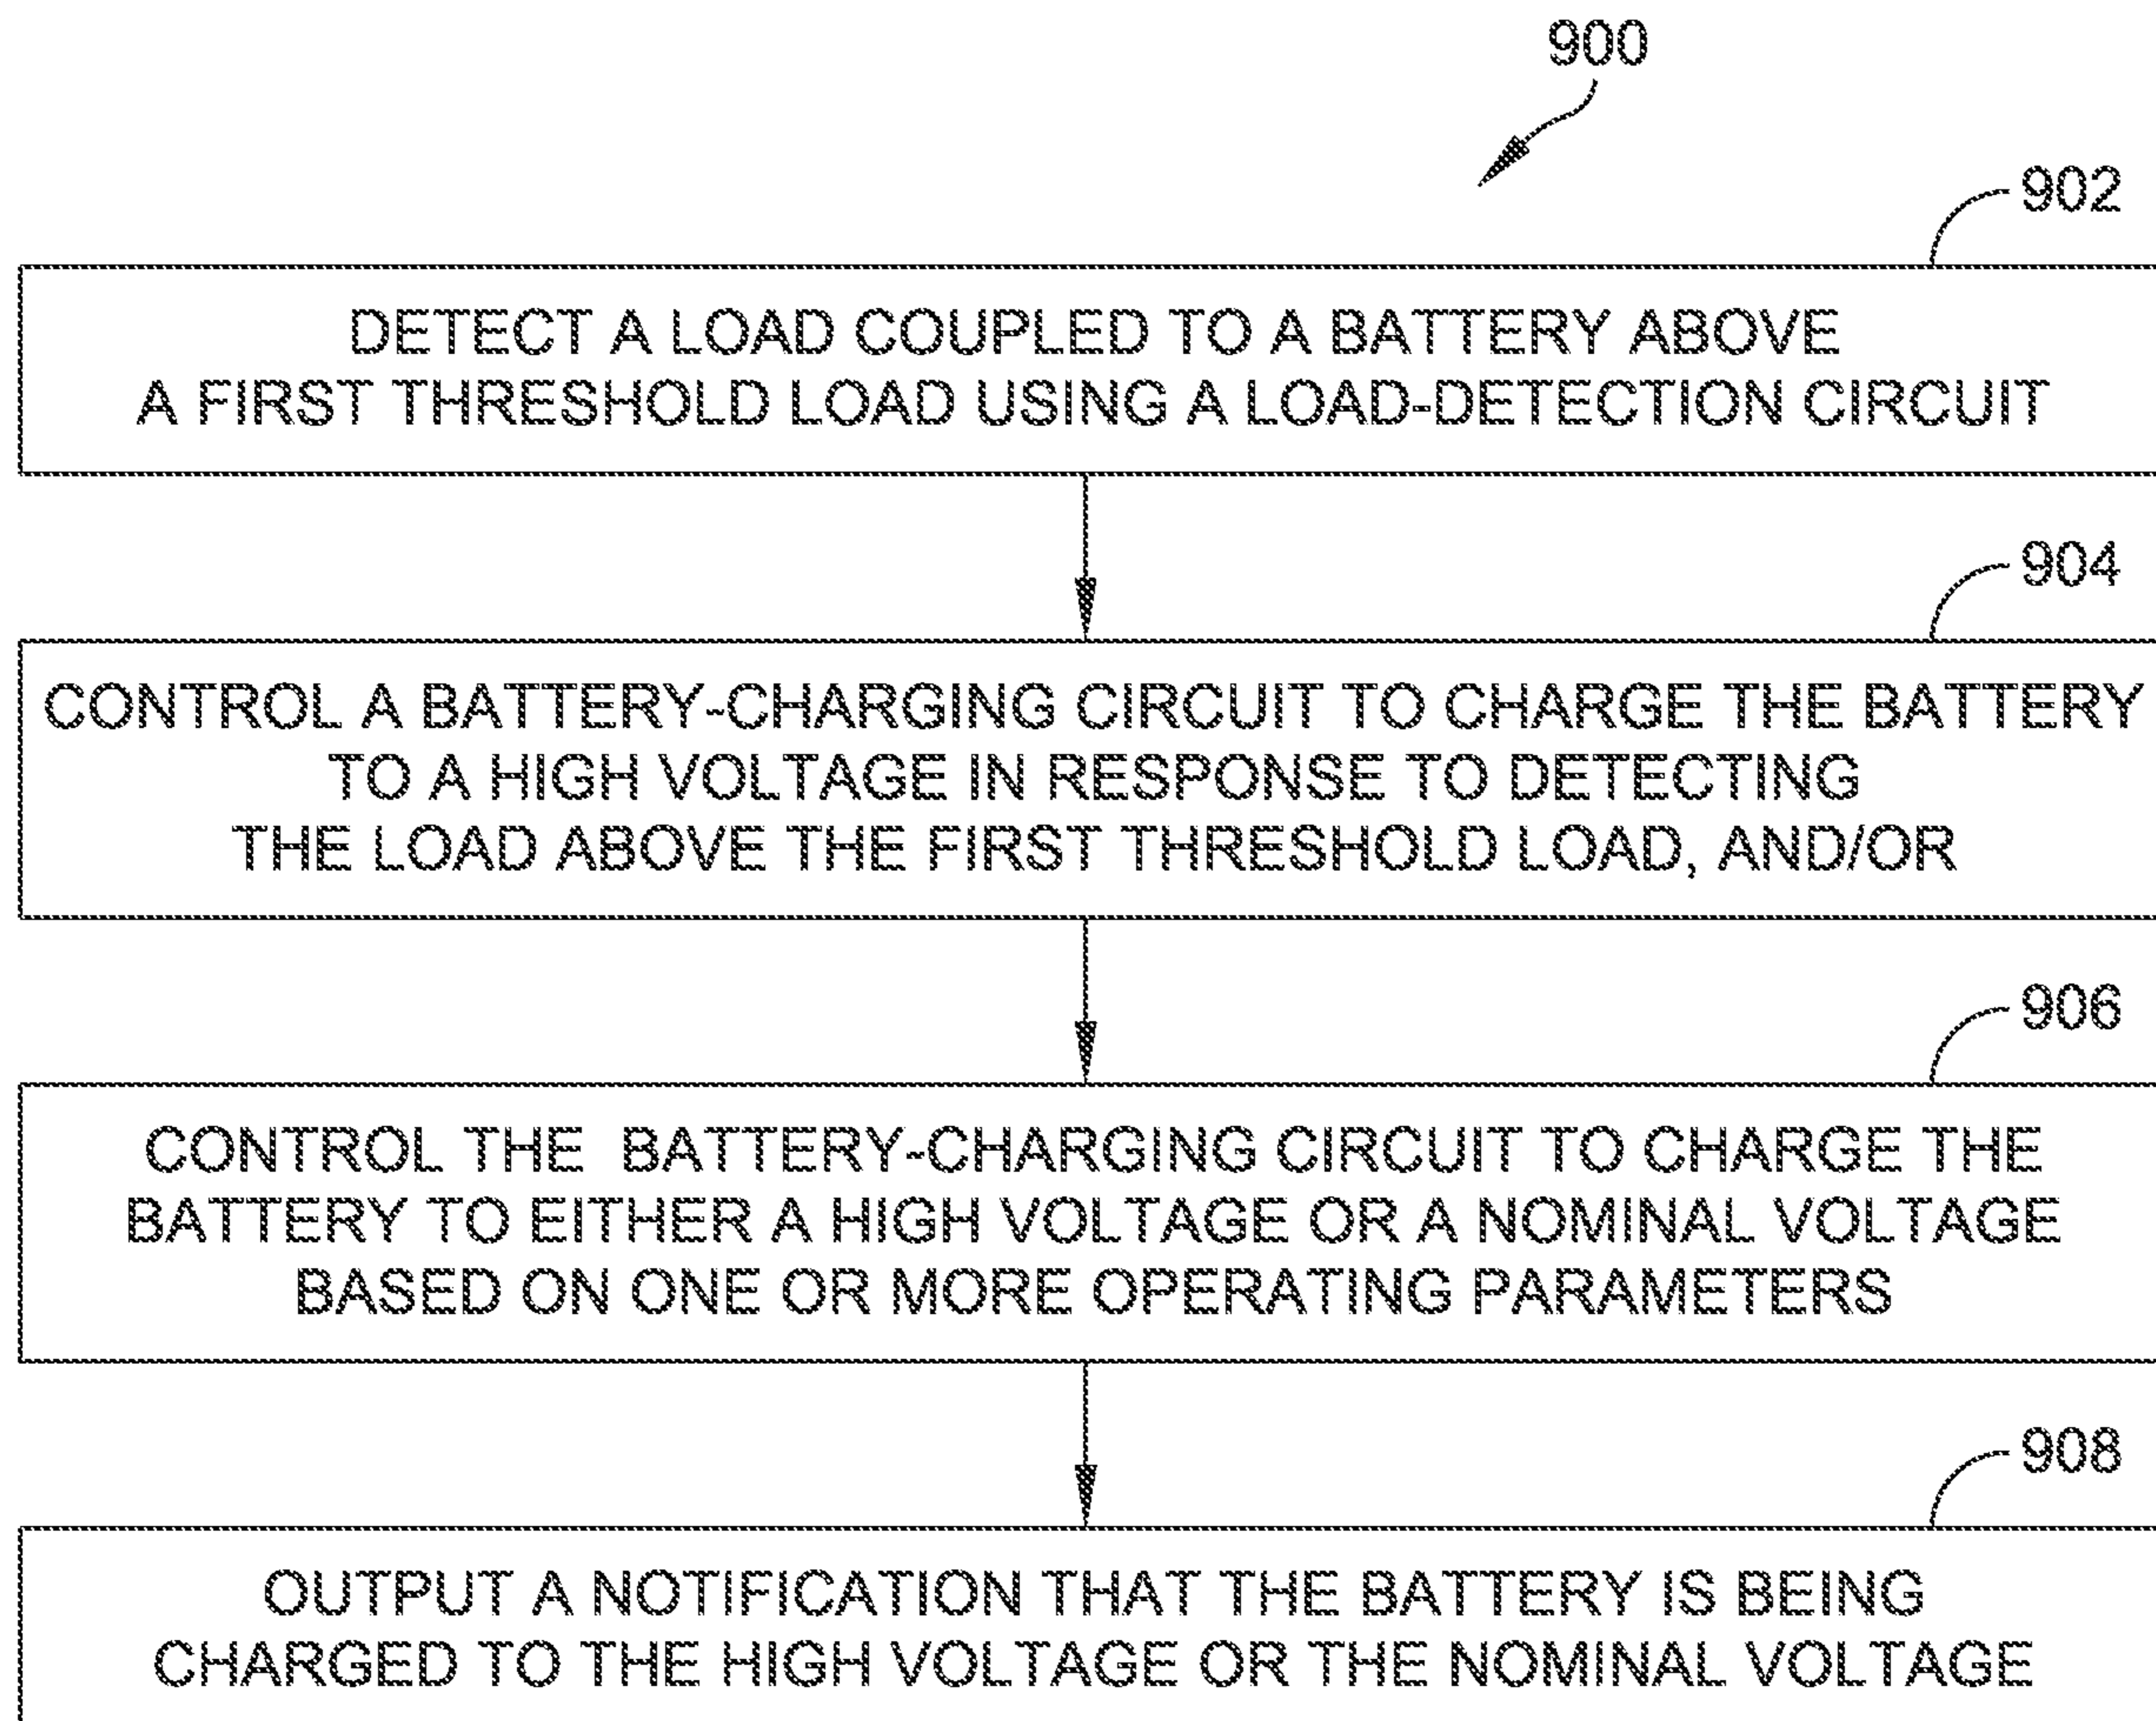 900
902
DETECT A LOAD COUPLED TO A BATTERY ABOVE
A FIRST THRESHOLD LOAD USING A LOAD-DETECTION CIRCUIT
904
CONTROL A BATTERY-CHARGING CIRCUIT TO CHARGE THE BATTERY
TO A HIGH VOLTAGE IN RESPONSE TO DETECTING
THE LOAD ABOVE THE FIRST THRESHOLD LOAD, AND/OR
906
CONTROL THE BATTERY-CHARGING CIRCUIT TO CHARGE THE
BATTERY TO EITHER A HIGH VOLTAGE OR A NOMINAL VOLTAGE
BASED ON ONE OR MORE OPERATING PARAMETERS
908
OUTPUT A NOTIFICATION THAT THE BATTERY IS BEING
CHARGED TO THE HIGH VOLTAGE OR THE NOMINAL VOLTAGE